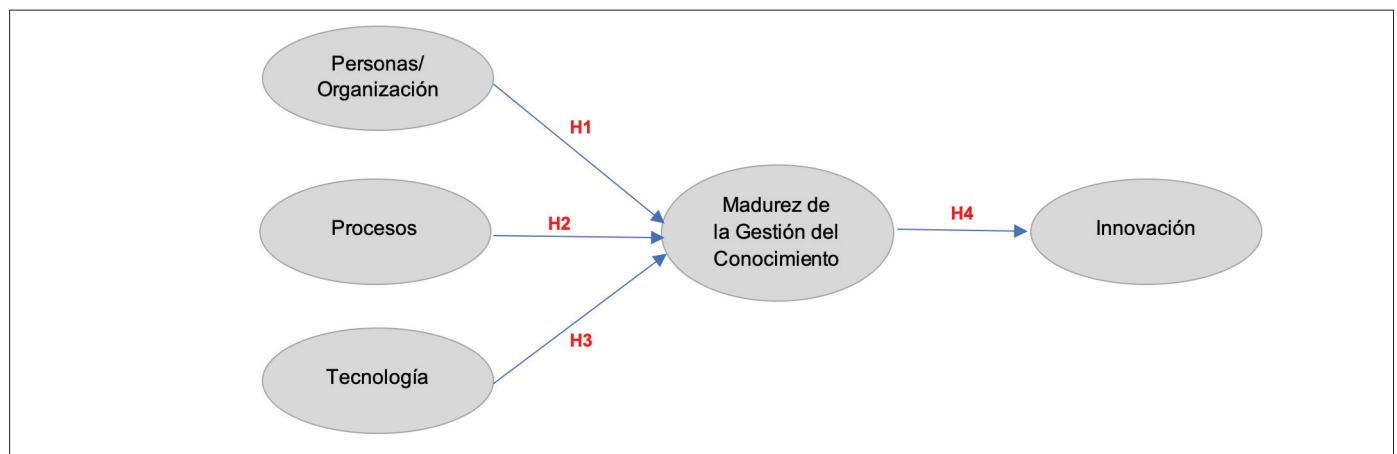 Personas/
Organización
H1
Procesos
H2
Madurez de
la Gestión del
Conocimiento
H4
Innovación
H3
Tecnología